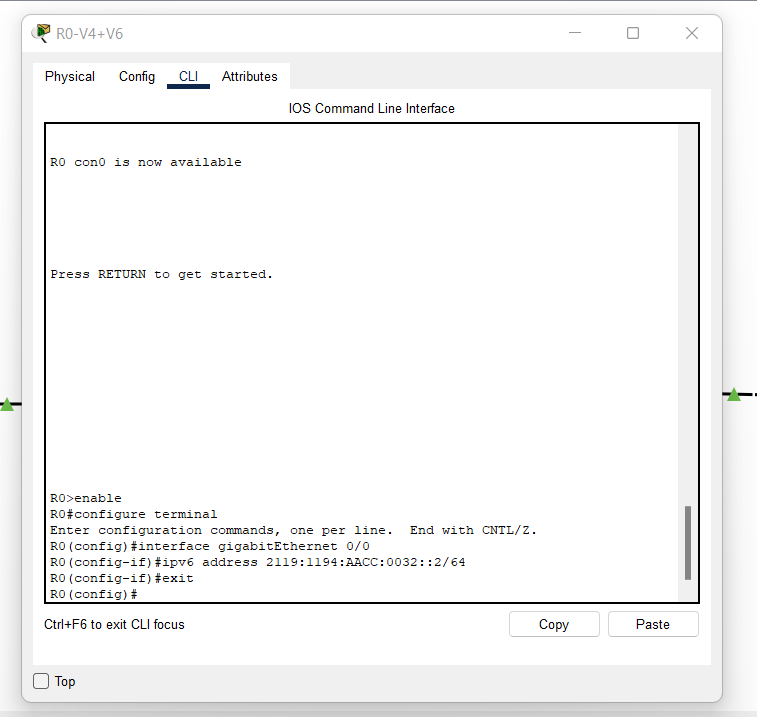 R0-V4+V6
Physical Config CLI Attributes
IOS Command Line Interface
R0 con0 is now available
Press RETURN to get started.
R0>enable
R0#configure terminal
Enter configuration commands, one per line.  End with CNTL/Z.
R0(config)#interface gigabitEthernet 0/0
R0(config-if)#ipv6 address 2119:1194:AACC:0032::2/64
R0(config-if)#exit
R0(config)#
Ctrl+F6 to exit CLI focus
Copy
Paste
Top